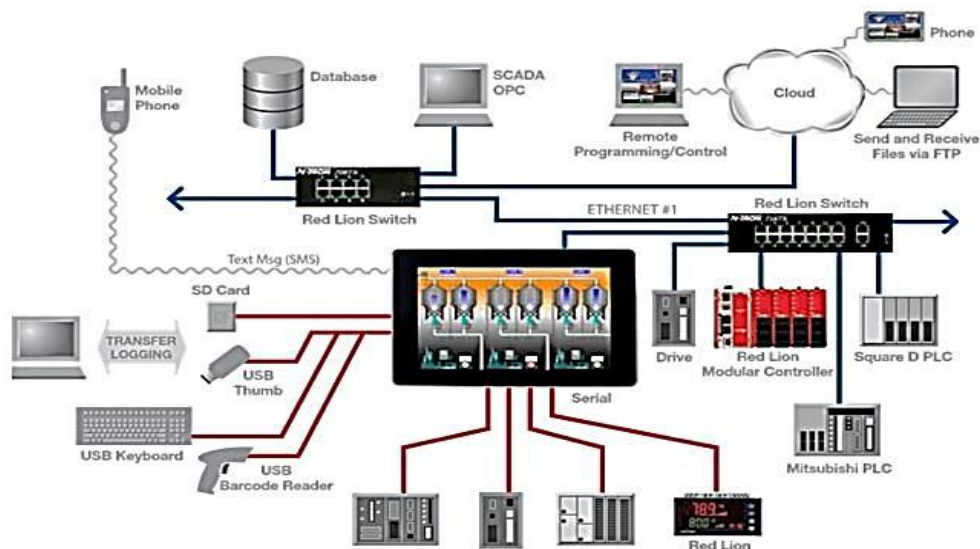 Phone
Database
SCADA
OPC
Mobile
Phone
Cloud
Remote
Programming/Control
Send and Receive
Files via FTP
N-TRON
Red Lion Switch
ETHERNET #1
Red Lion Switch
N-TRON
Text Msg (SMS)
SD Card
TRANSFER
LOGGING
USB
Thumb
Drive
Red Lion
Modular Controller
Square D PLC
Serial
USB Keyboard
USB
Barcode Reader
Mitsubishi PLC
Red Lion